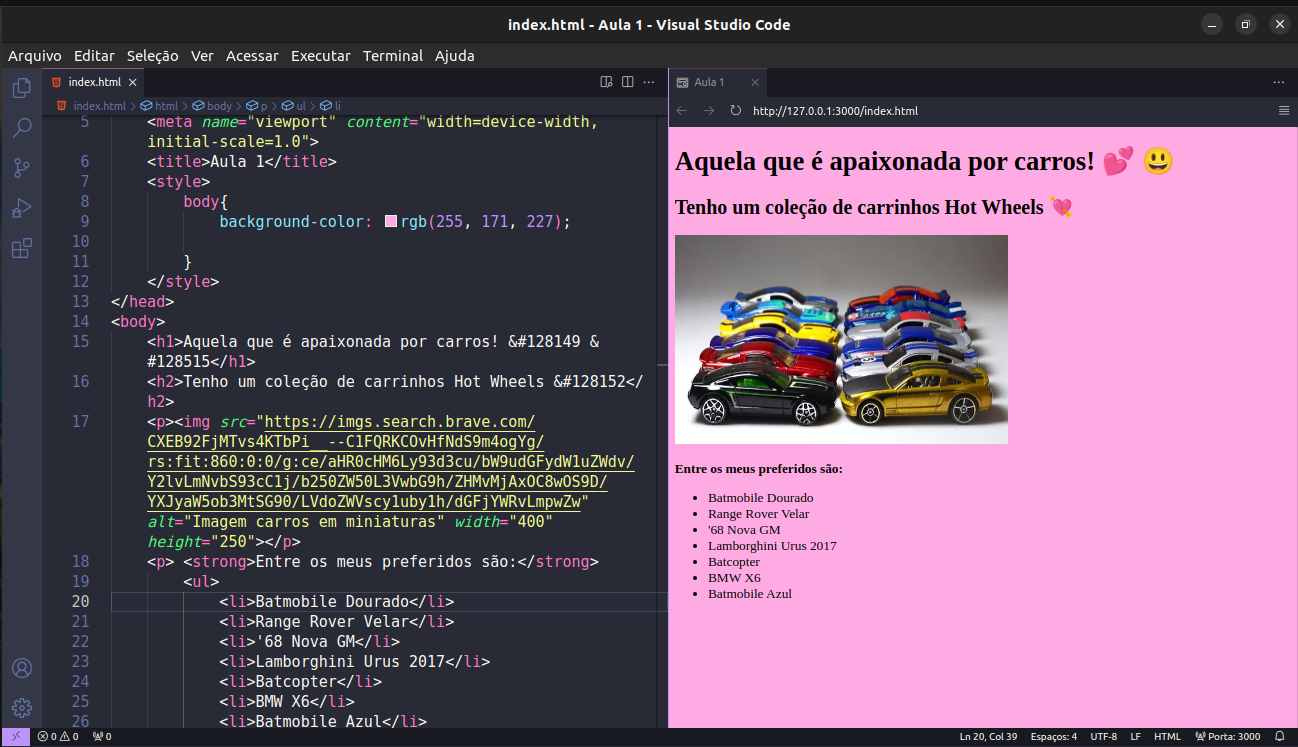 index.html - Aula 1 - Visual Studio Code
Arquivo Editar Seleção Ver Acessar Executar Terminal Ajuda
index.html
index.html > html > body > p > ul > li
5 <meta name="viewport" content="width=device-width,
initial-scale=1.0">
6 <title>Aula 1</title>
7 <style>
8 body{
9 background-color: rgb(255, 171, 227);
10
11 }
12 </style>
13 </head>
14 <body>
15 <h1>Aquela que é apaixonada por carros! &#128149 &
#128515</h1>
16 <h2>Tenho um coleção de carrinhos Hot Wheels &#128152</
h2>
17 <p><img src="https://imgs.search.brave.com/
CXEB92FjMTvs4KTbPi__--C1FQRKCOvHfNdS9m4ogYg/
rs:fit:860:0:0/g:ce/aHR0cHM6Ly93d3cu/bW9udGFydW1uZWdv/
Y2lvLmNvbS93cC1j/b250ZW50L3VwbG9h/ZHMvMjAxOC8wOS9D/
YXJyaW5ob3MtSG90/LVdoZWVscy1uby1h/dGFjYWRvLmpwZw"
alt="Imagem carros em miniaturas" width="400"
height="250"></p>
18 <p> <strong>Entre os meus preferidos são:</strong>
19 <ul>
20 <li>Batmobile Dourado</li>
21 <li>Range Rover Velar</li>
22 <li>'68 Nova GM</li>
23 <li>Lamborghini Urus 2017</li>
24 <li>Batcopter</li>
25 <li>BMW X6</li>
26 <li>Batmobile Azul</li>
Aula 1
http://127.0.0.1:3000/index.html
Aquela que é apaixonada por carros! 💕 😃
Tenho um coleção de carrinhos Hot Wheels 💘
Entre os meus preferidos são:
• Batmobile Dourado
• Range Rover Velar
• '68 Nova GM
• Lamborghini Urus 2017
• Batcopter
• BMW X6
• Batmobile Azul
0 0 0 Ln 20, Col 39 Espaços: 4 UTF-8 LF HTML Porta: 3000